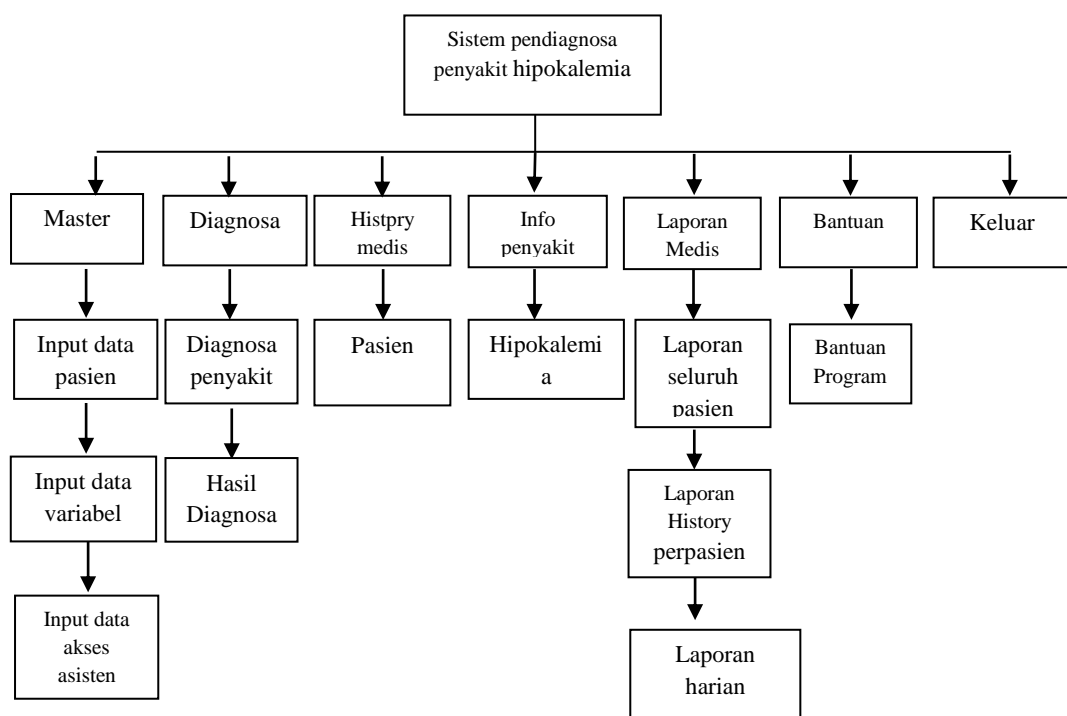 Sistem pendiagnosa
penyakit hipokalemia
Master
Diagnosa
Histpry
medis
Info
penyakit
Laporan
Medis
Bantuan
Keluar
Input data
pasien
Diagnosa
penyakit
Pasien
Hipokalemi
a
Laporan
seluruh
pasien
Bantuan
Program
Input data
variabel
Hasil
Diagnosa
Laporan
History
perpasien
Input data
akses
asisten
Laporan
harian